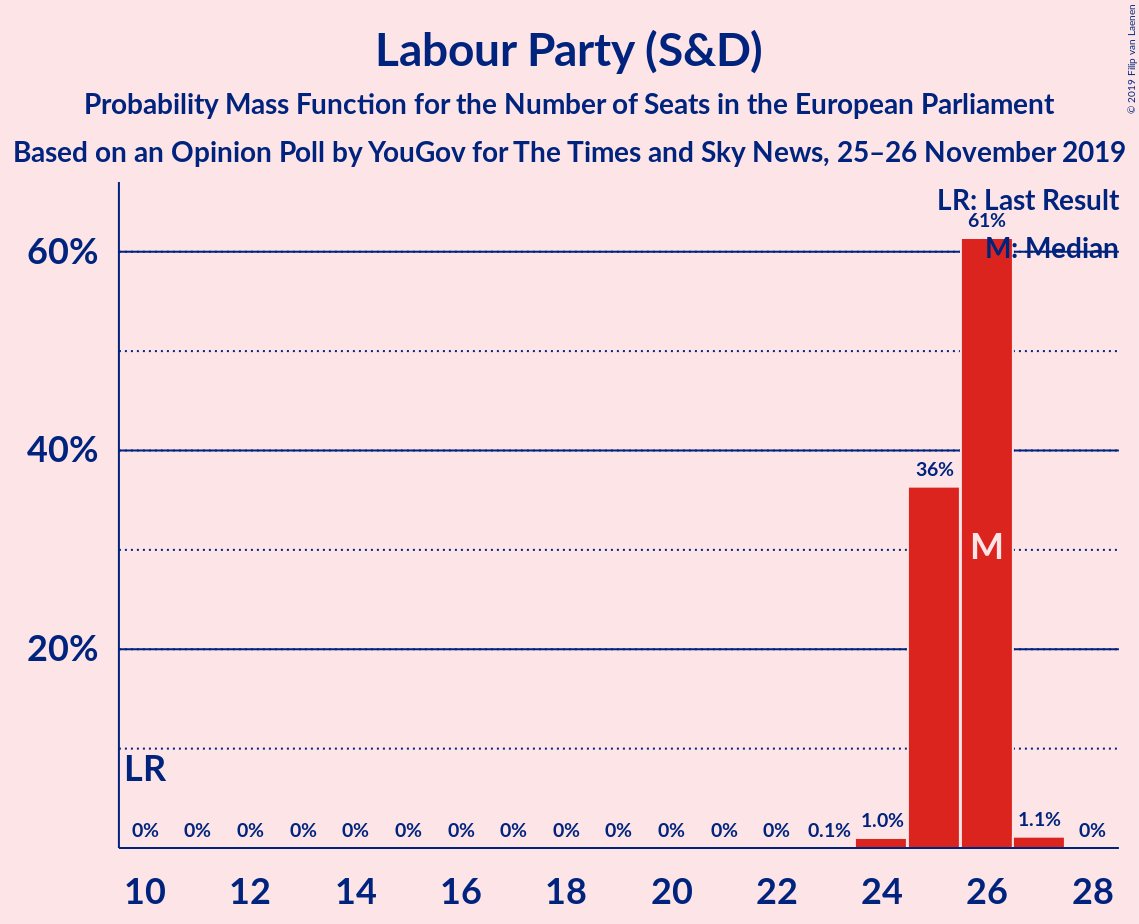 Labour Party (S&D)
Probability Mass Function for the Number of Seats in the European Parliament
Based on an Opinion Poll by YouGov for The Times and Sky News, 25–26 November 2019
© 2019 Filip van Laenen
LR: Last Result
M: Median
60%
40%
20%
61%
36%
M
LR
0% 0% 0% 0% 0% 0% 0% 0% 0% 0% 0% 0% 0% 0.1% 1.0% 1.1% 0%
10 12 14 16 18 20 22 24 26 28